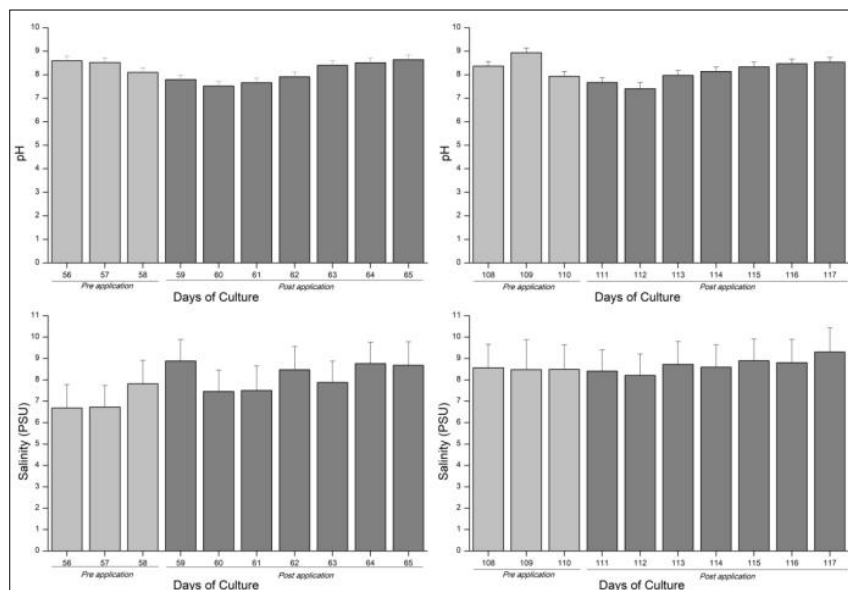 10
9
8
7
6
5
4
3
2
1
0
pH
56 57 58 59 60 61 62 63 64 65
Pre application Post application
Days of Culture
10
9
8
7
6
5
4
3
2
1
0
pH
108 109 110 111 112 113 114 115 116 117
Pre application Post application
Days of Culture
11
10
9
8
7
6
5
4
3
2
1
0
Salinity (PSU)
56 57 58 59 60 61 62 63 64 65
Pre application Post application
Days of Culture
11
10
9
8
7
6
5
4
3
2
1
0
Salinity (PSU)
108 109 110 111 112 113 114 115 116 117
Pre application Post application
Days of Culture